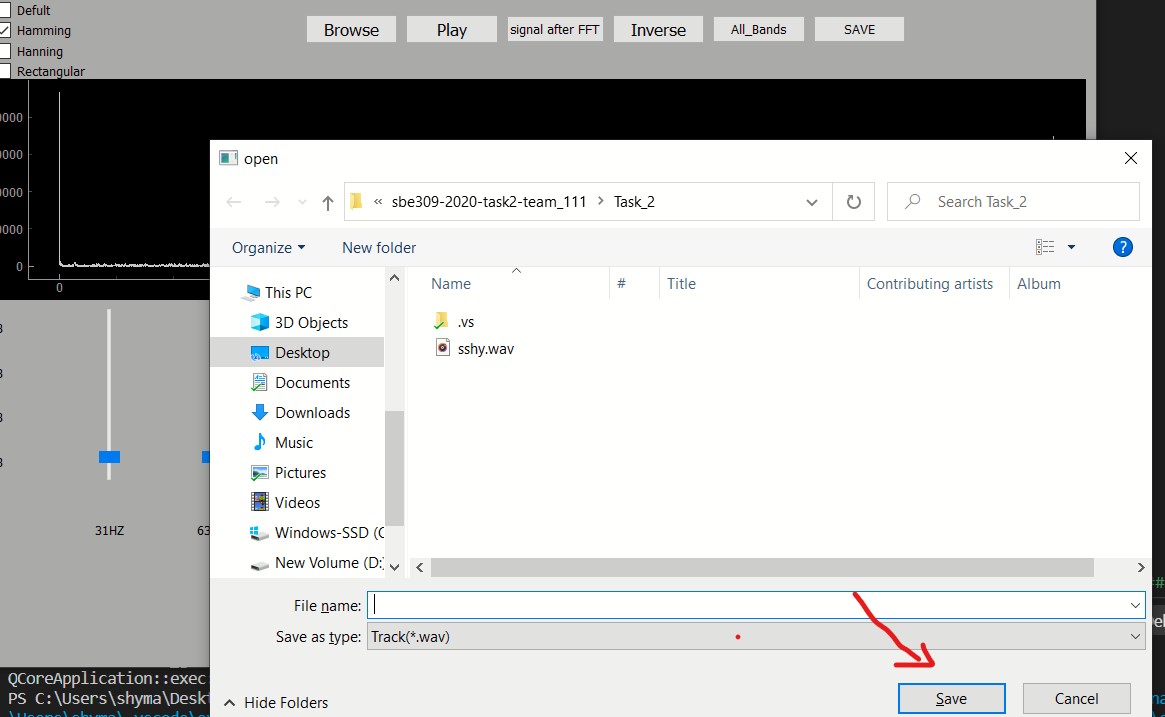 Defult
Hamming
Hanning
Rectangular
Browse
Play
signal after FFT
Inverse
All_Bands
SAVE
0000
0000
0000
0000
0
0
open
« sbe309-2020-task2-team_111 > Task_2
Search Task_2
Organize
New folder
?
Name
#
Title
Contributing artists
Album
This PC
3D Objects
Desktop
Documents
Downloads
Music
Pictures
Videos
Windows-SSD (C
New Volume (D:)
.vs
sshy.wav
31HZ
63
File name:
Save as type: Track(*.wav)
Hide Folders
Save
Cancel
QCoreApplication::exec
PS C:\Users\shyma\Deskt